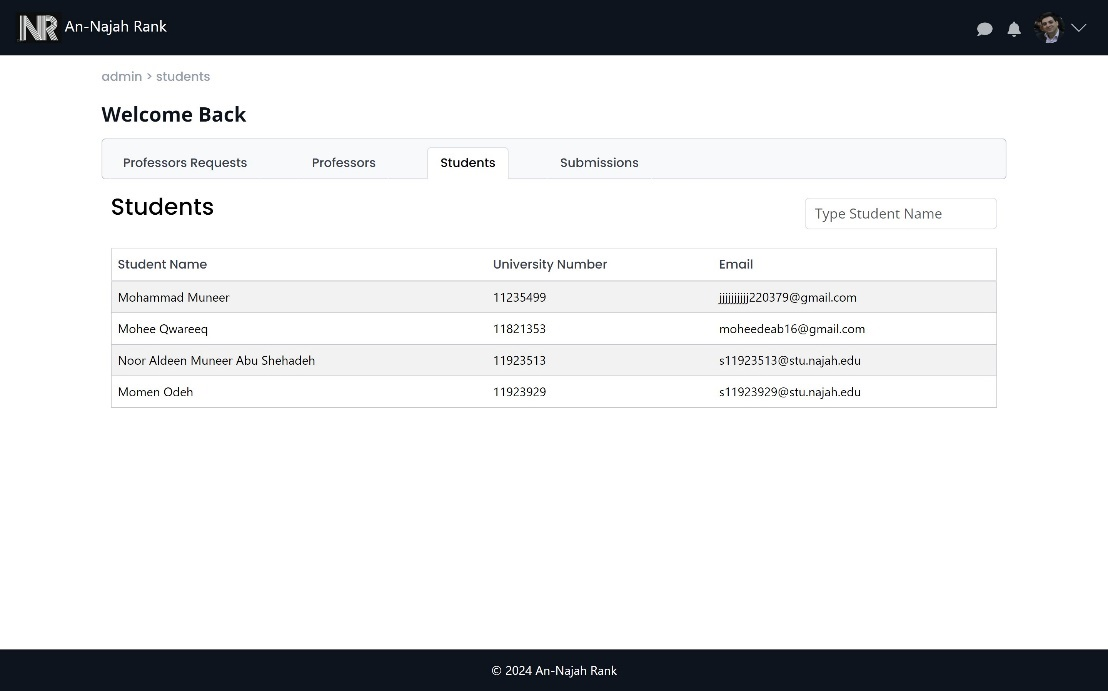 NR An-Najah Rank
admin > students
Welcome Back
Professors Requests Professors Students Submissions
Students
Type Student Name
Student Name University Number Email
Mohammad Muneer 11235499 jjjjjjjjjj220379@gmail.com
Mohee Qwareeq 11821353 moheedeab16@gmail.com
Noor Aldeen Muneer Abu Shehadeh 11923513 s11923513@stu.najah.edu
Momen Odeh 11923929 s11923929@stu.najah.edu
© 2024 An-Najah Rank